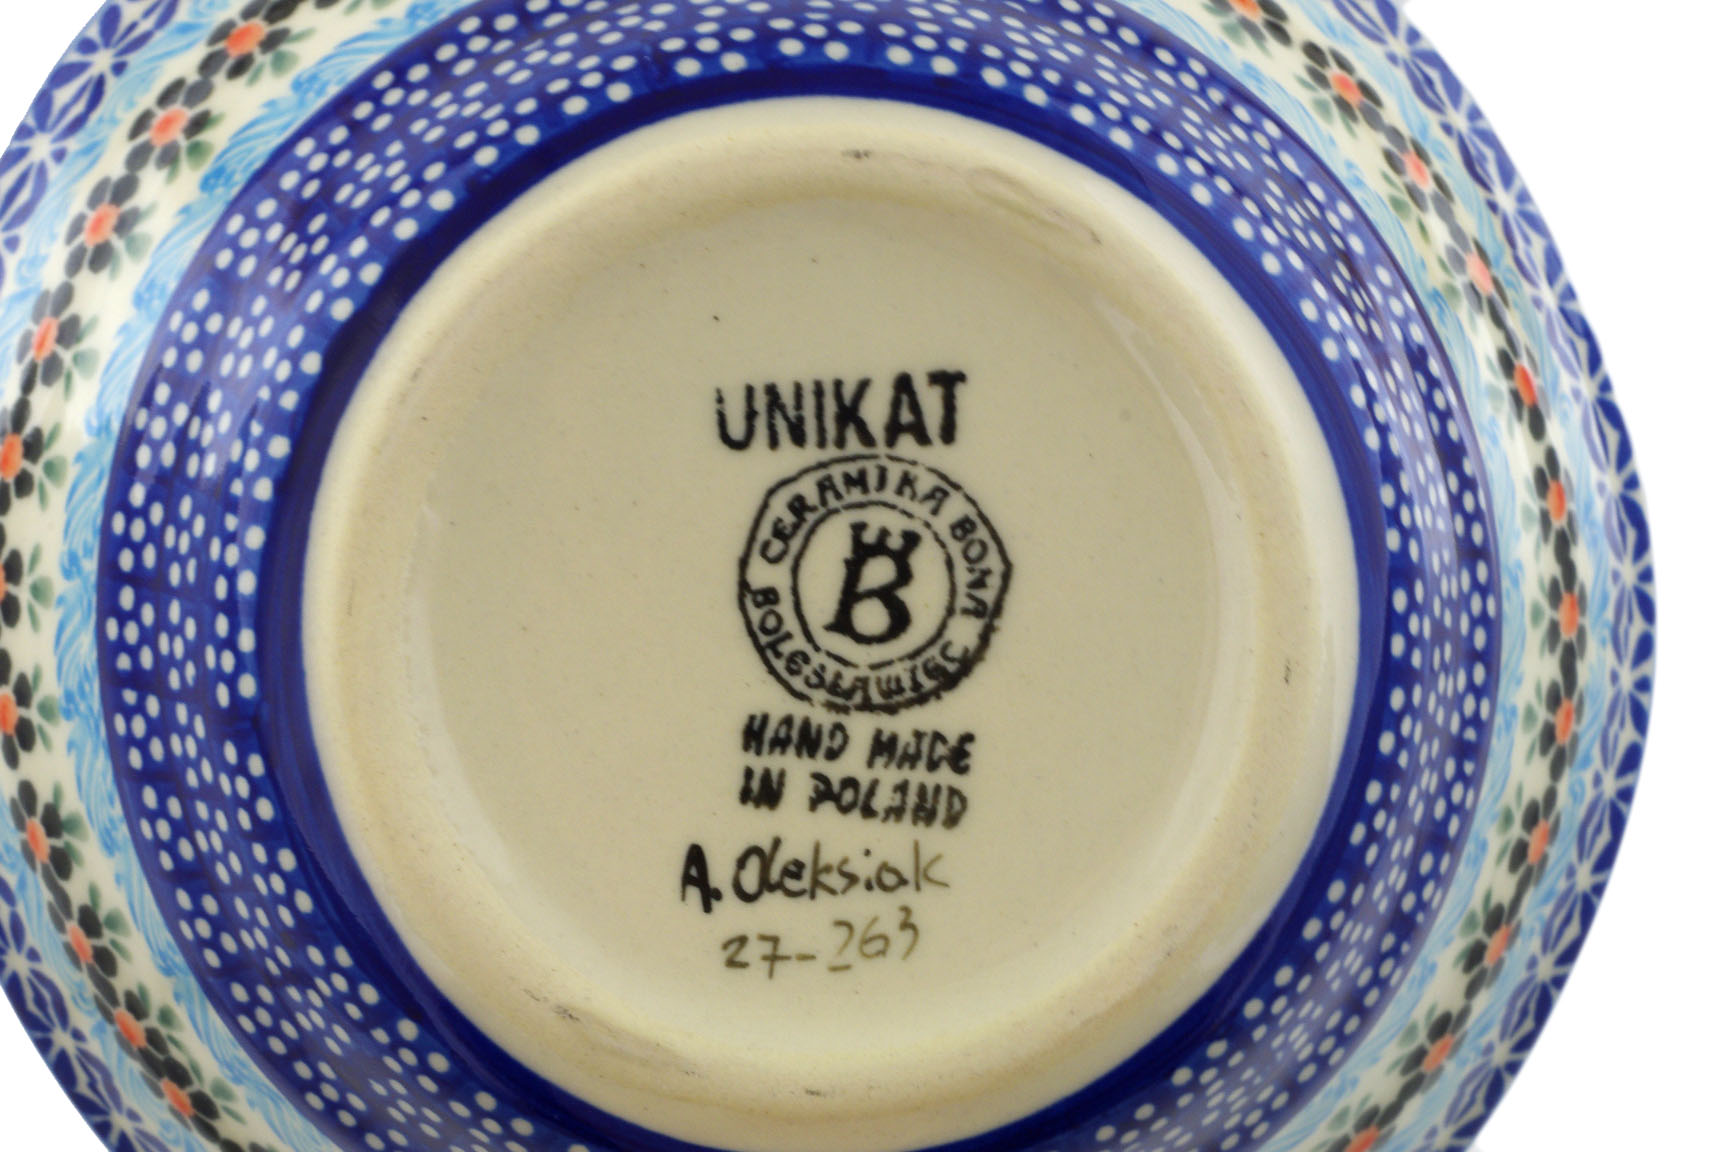 UNIKAT
CERAMIKA BONA
B
BOLESŁAWIEC
HAND MADE
IN POLAND
A. Oleksiak
27-263